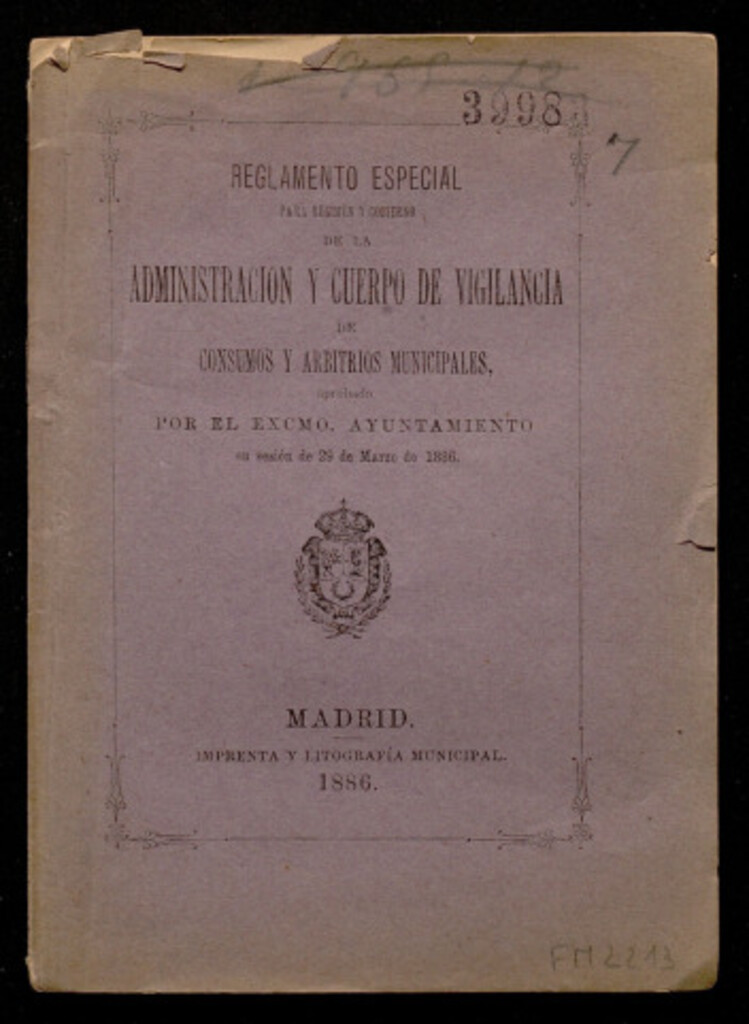 3998
7
REGLAMENTO ESPECIAL
PARA RÉGIMEN Y GOBIERNO
DE LA
ADMINISTRACION Y CUERPO DE VIGILANCIA
DE
CONSUMOS Y ARBITRIOS MUNICIPALES,
aprobado
POR EL EXCMO. AYUNTAMIENTO
en sesión de 29 de Marzo de 1886.
MADRID.
IMPRENTA Y LITOGRAFÍA MUNICIPAL.
1886.
FM2213